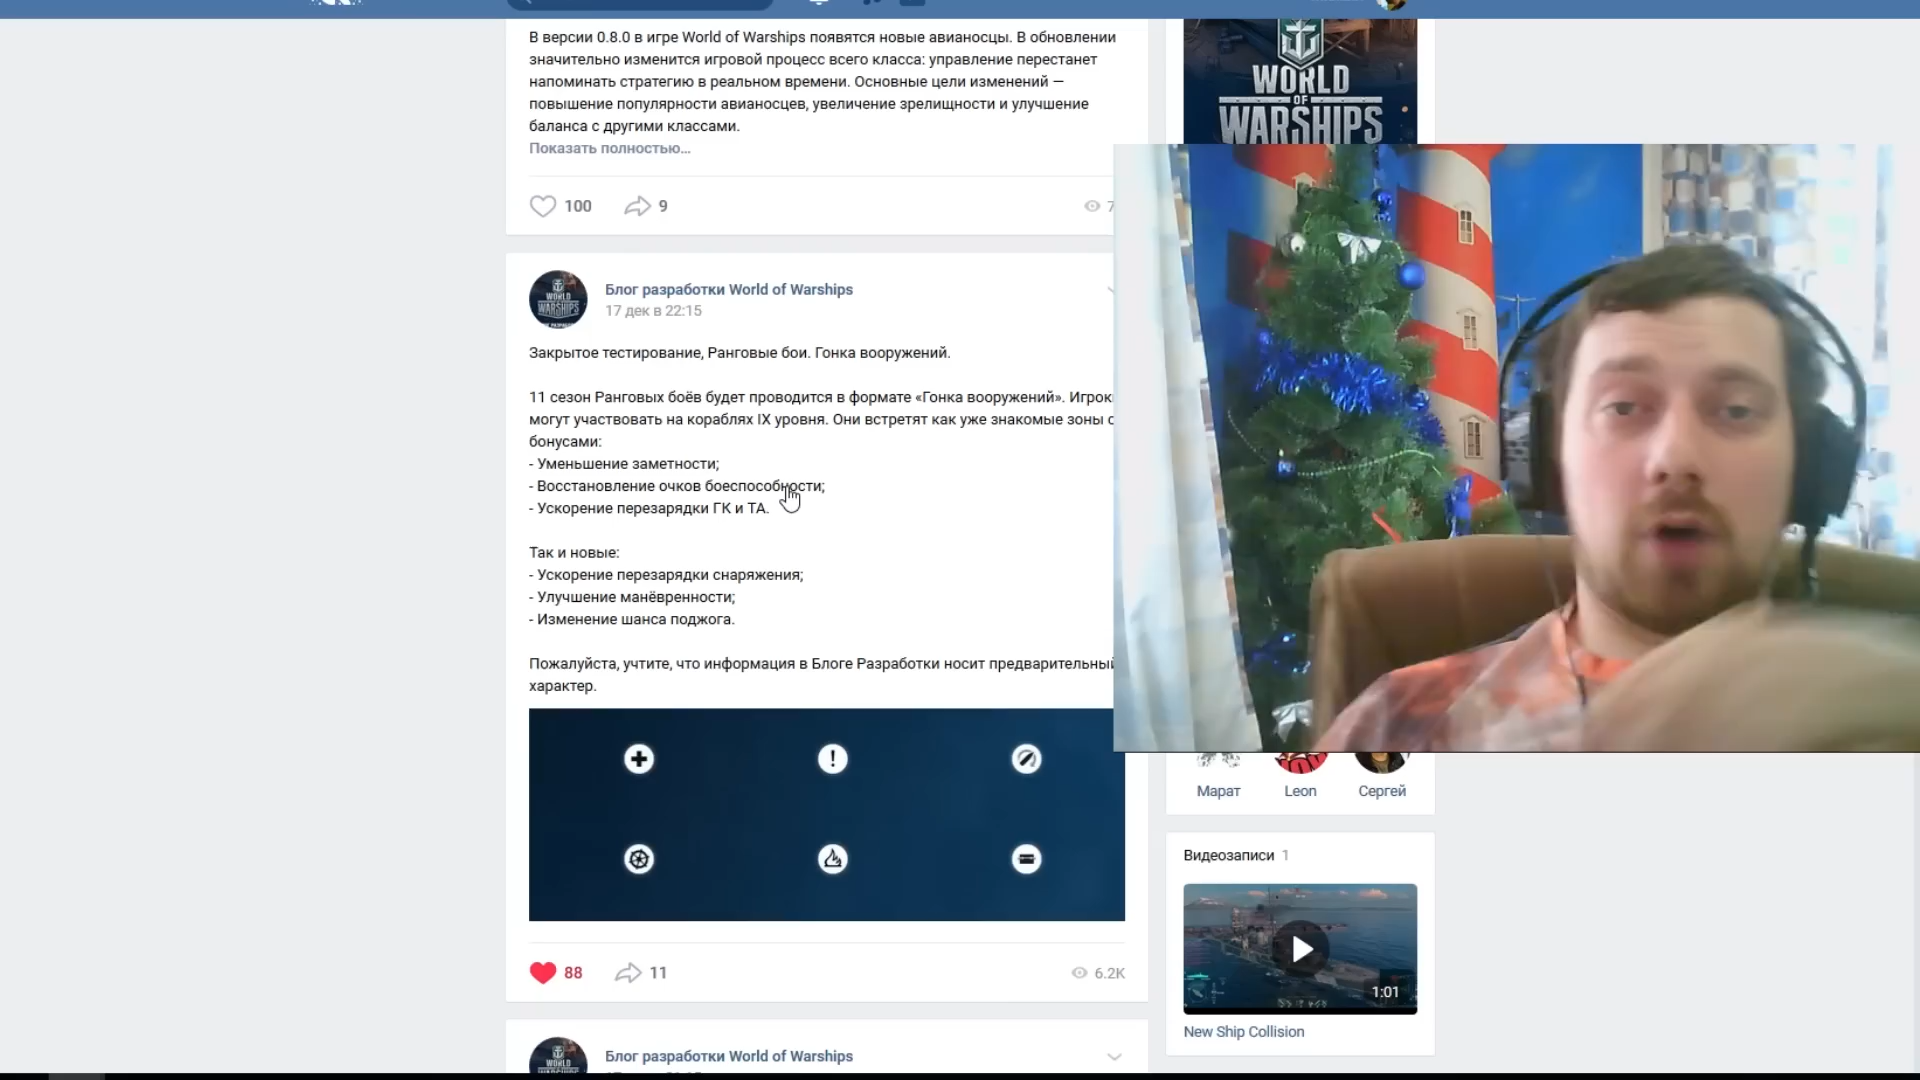 В версии 0.8.0 в игре World of Warships появятся новые авианосцы. В обновлении
значительно изменится игровой процесс всего класса: управление перестанет
напоминать стратегию в реальном времени. Основные цели изменений —
повышение популярности авианосцев, увеличение зрелищности и улучшение
баланса с другими классами.
Показать полностью...
100
9
7
WORLD
OF
WARSHIPS
Блог разработки World of Warships
17 дек в 22:15
Закрытое тестирование, Ранговые бои. Гонка вооружений.
11 сезон Ранговых боёв будет проводится в формате «Гонка вооружений». Игроки
могут участвовать на кораблях IX уровня. Они встретят как уже знакомые зоны с
бонусами:
- Уменьшение заметности;
- Восстановление очков боеспособности;
- Ускорение перезарядки ГК и ТА.
Так и новые:
- Ускорение перезарядки снаряжения;
- Улучшение манёвренности;
- Изменение шанса поджога.
Пожалуйста, учтите, что информация в Блоге Разработки носит предварительный
характер.
88
11
6.2K
Марат
Leon
Сергей
Видеозаписи 1
1:01
New Ship Collision
Блог разработки World of Warships